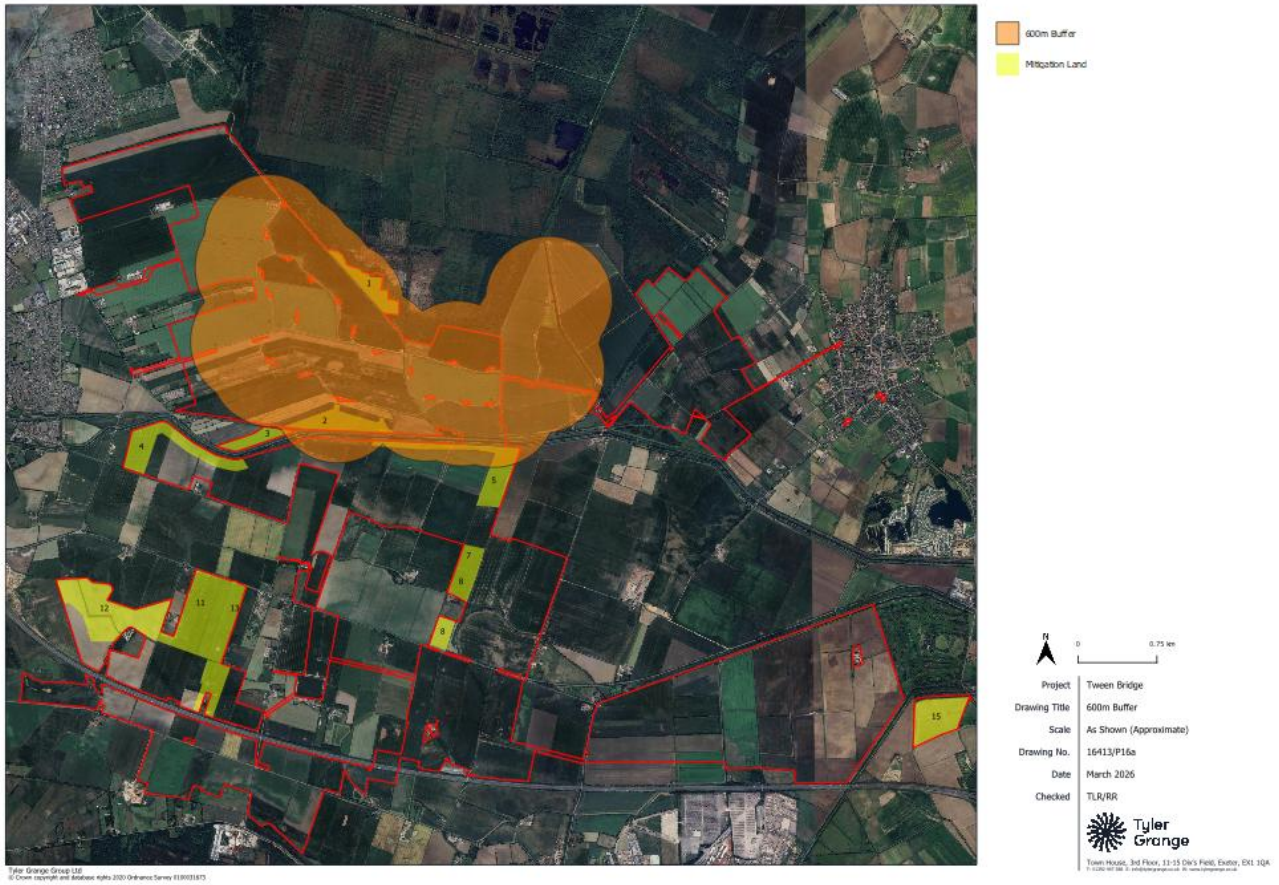 600m Buffer
Mitigation Land
1
2
3
4
5
7
6
8
11
13
12
15
N
0 0.75 km
Project Tween Bridge
Drawing Title 600m Buffer
Scale As Shown (Approximate)
Drawing No. 16413/P16a
Date March 2026
Checked TLR/RR
Tyler
Grange
Town House, 3rd Floor, 11-15 Dix's Field, Exeter, EX1 1QA
Tyler Grange Group Ltd
© Crown copyright and database rights 2020 Ordnance Survey